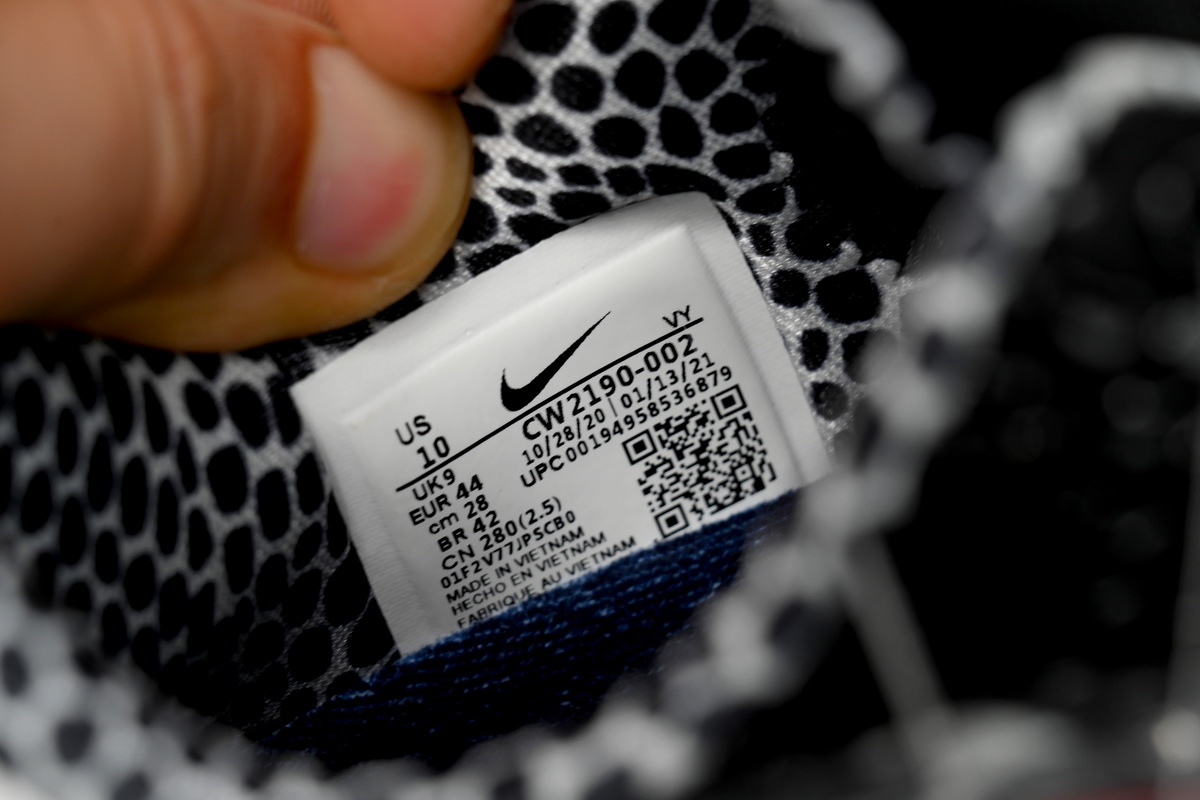 VY
US
10
CW2190-002
10/28/20 | 01/13/21
UPC 00194958536879
UK 9
EUR 44
cm 28
BR 42
CN 280(2.5)
01F2V77JP5CB0
MADE IN VIETNAM
HECHO EN VIETNAM
FABRIQUE AU VIETNAM